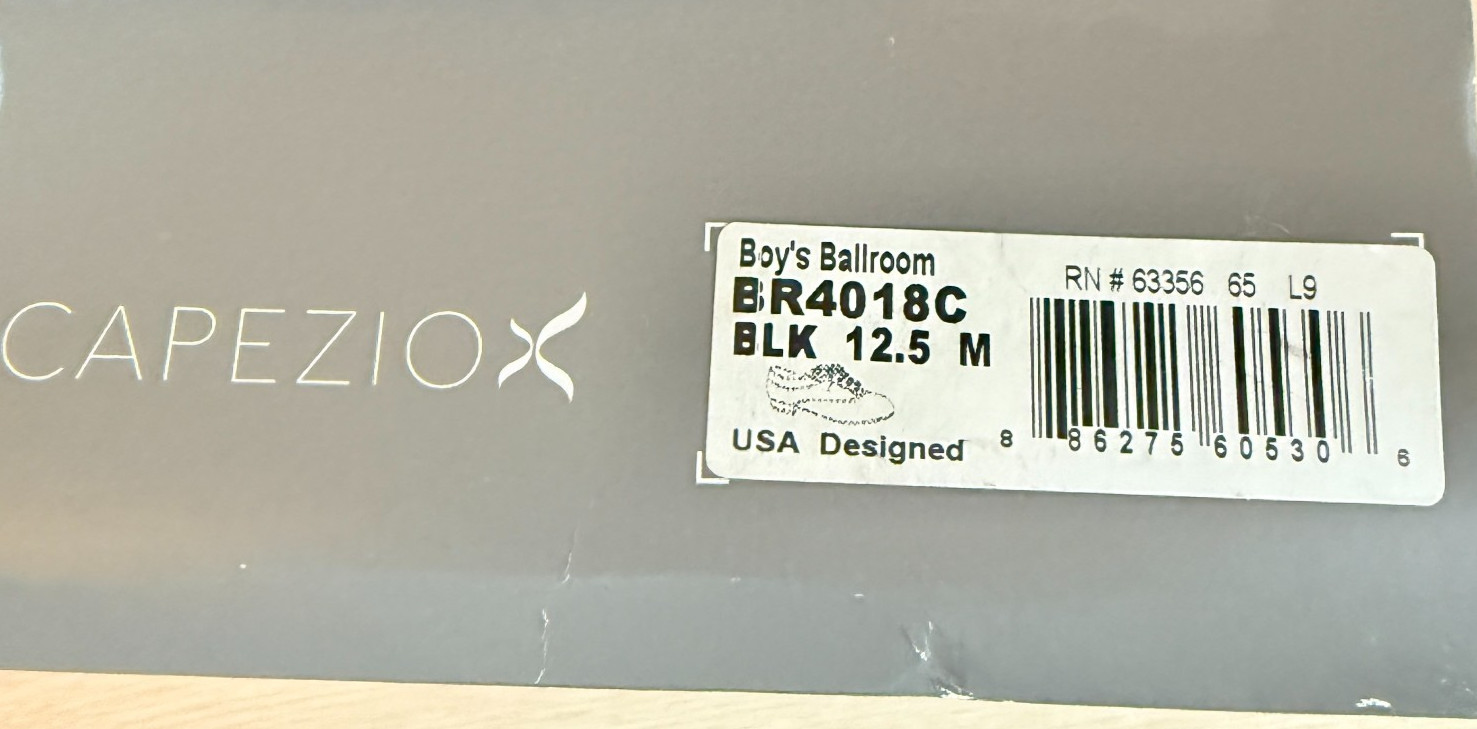 CAPEZIO
Boy's Ballroom
BR4018C
BLK 12.5 M
USA Designed
RN # 63356 65 L9
8 86275 60530 6